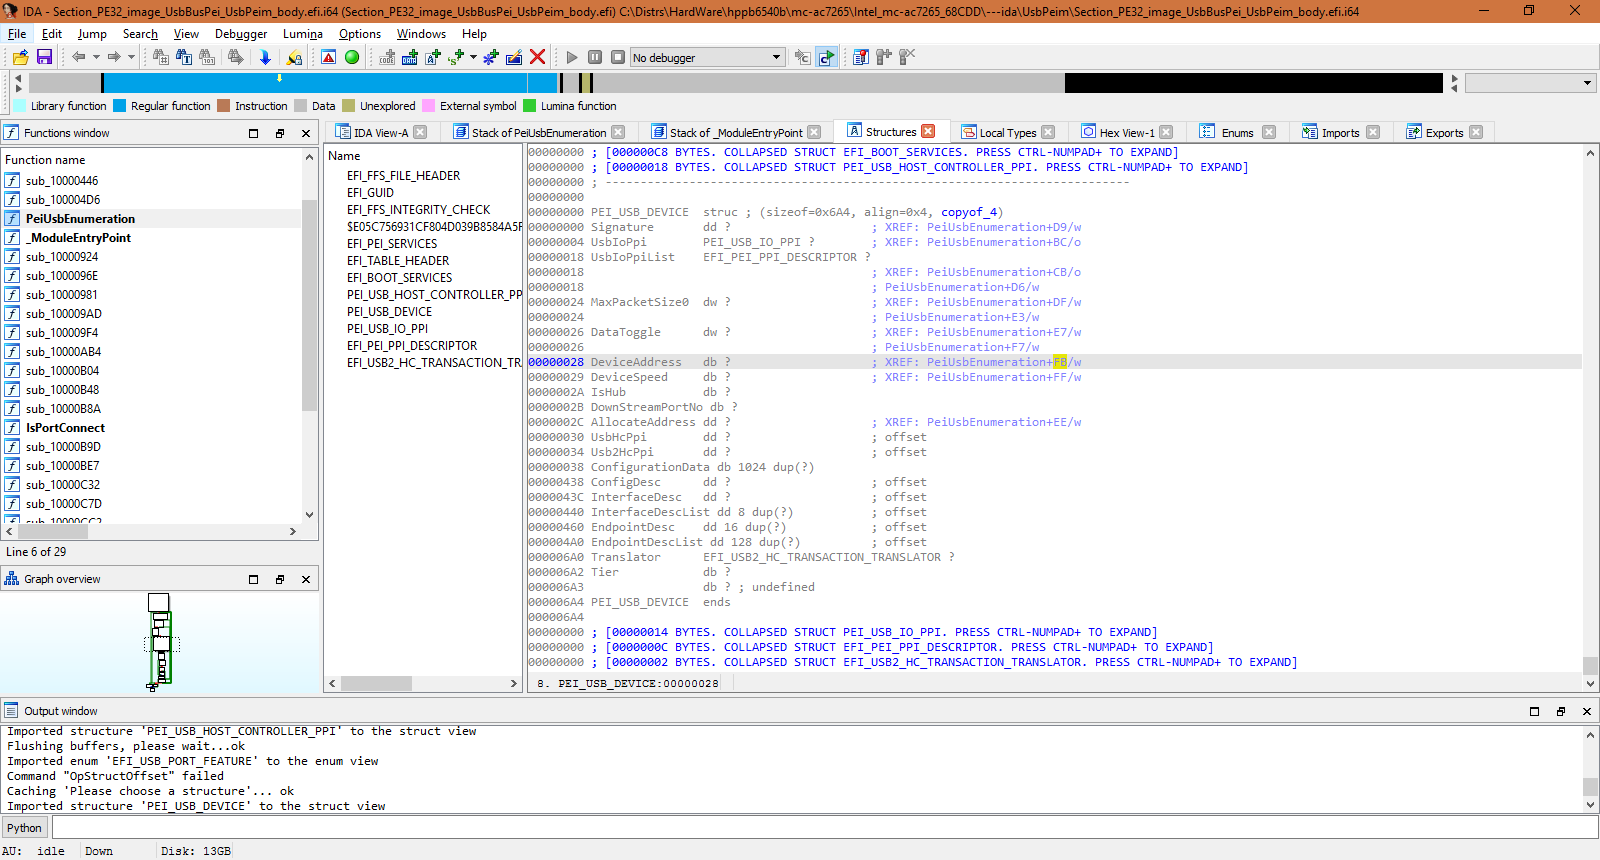 IDA - Section_PE32_image_UsbBusPei_UsbPeim_body.efi.i64 (Section_PE32_image_UsbBusPei_UsbPeim_body.efi) C:\Distrs\HardWare\hppb6540b\mc-ac7265\Intel_mc-ac7265_68CDD\---ida\UsbPeim\Section_PE32_image_UsbBusPei_UsbPeim_body.efi.i64
File Edit Jump Search View Debugger Lumina Options Windows Help
No debugger
Library function Regular function Instruction Data Unexplored External symbol Lumina function
Functions window
IDA View-A Stack of PeiUsbEnumeration Stack of _ModuleEntryPoint Structures Local Types Hex View-1 Enums Imports Exports
Function name
sub_10000446
sub_100004D6
PeiUsbEnumeration
_ModuleEntryPoint
sub_10000924
sub_1000096E
sub_10000981
sub_100009AD
sub_100009F4
sub_10000AB4
sub_10000B04
sub_10000B48
sub_10000B8A
IsPortConnect
sub_10000B9D
sub_10000BE7
sub_10000C32
sub_10000C7D
sub_10000CC2
Line 6 of 29
Graph overview
Name
EFI_FFS_FILE_HEADER
EFI_GUID
EFI_FFS_INTEGRITY_CHECK
$E05C756931CF804D039B8584A5F
EFI_PEI_SERVICES
EFI_TABLE_HEADER
EFI_BOOT_SERVICES
PEI_USB_HOST_CONTROLLER_PP
PEI_USB_DEVICE
PEI_USB_IO_PPI
EFI_PEI_PPI_DESCRIPTOR
EFI_USB2_HC_TRANSACTION_TR
00000000 ; [000000C8 BYTES. COLLAPSED STRUCT EFI_BOOT_SERVICES. PRESS CTRL-NUMPAD+ TO EXPAND]
00000000 ; [00000018 BYTES. COLLAPSED STRUCT PEI_USB_HOST_CONTROLLER_PPI. PRESS CTRL-NUMPAD+ TO EXPAND]
00000000 ; ---------------------------------------------------------------------------
00000000
00000000 PEI_USB_DEVICE struc ; (sizeof=0x6A4, align=0x4, copyof_4)
00000000 Signature dd ? ; XREF: PeiUsbEnumeration+D9/w
00000004 UsbIoPpi PEI_USB_IO_PPI ? ; XREF: PeiUsbEnumeration+BC/o
00000018 UsbIoPpiList EFI_PEI_PPI_DESCRIPTOR ?
00000018 ; XREF: PeiUsbEnumeration+CB/o
00000018 ; PeiUsbEnumeration+D6/w
00000024 MaxPacketSize0 dw ? ; XREF: PeiUsbEnumeration+DF/w
00000024 ; PeiUsbEnumeration+E3/w
00000026 DataToggle dw ? ; XREF: PeiUsbEnumeration+E7/w
00000026 ; PeiUsbEnumeration+F7/w
00000028 DeviceAddress db ? ; XREF: PeiUsbEnumeration+FB/w
00000029 DeviceSpeed db ? ; XREF: PeiUsbEnumeration+FF/w
0000002A IsHub db ?
0000002B DownStreamPortNo db ?
0000002C AllocateAddress dd ? ; XREF: PeiUsbEnumeration+EE/w
00000030 UsbHcPpi dd ? ; offset
00000034 Usb2HcPpi dd ? ; offset
00000038 ConfigurationData db 1024 dup(?)
00000438 ConfigDesc dd ? ; offset
0000043C InterfaceDesc dd ? ; offset
00000440 InterfaceDescList dd 8 dup(?) ; offset
00000460 EndpointDesc dd 16 dup(?) ; offset
000004A0 EndpointDescList dd 128 dup(?) ; offset
000006A0 Translator EFI_USB2_HC_TRANSACTION_TRANSLATOR ?
000006A2 Tier db ?
000006A3 db ? ; undefined
000006A4 PEI_USB_DEVICE ends
000006A4
00000000 ; [00000014 BYTES. COLLAPSED STRUCT PEI_USB_IO_PPI. PRESS CTRL-NUMPAD+ TO EXPAND]
00000000 ; [0000000C BYTES. COLLAPSED STRUCT EFI_PEI_PPI_DESCRIPTOR. PRESS CTRL-NUMPAD+ TO EXPAND]
00000000 ; [00000002 BYTES. COLLAPSED STRUCT EFI_USB2_HC_TRANSACTION_TRANSLATOR. PRESS CTRL-NUMPAD+ TO EXPAND]
8. PEI_USB_DEVICE:00000028
Output window
Imported structure 'PEI_USB_HOST_CONTROLLER_PPI' to the struct view
Flushing buffers, please wait...ok
Imported enum 'EFI_USB_PORT_FEATURE' to the enum view
Command "OpStructOffset" failed
Caching 'Please choose a structure'... ok
Imported structure 'PEI_USB_DEVICE' to the struct view
Python
AU: idle Down Disk: 13GB